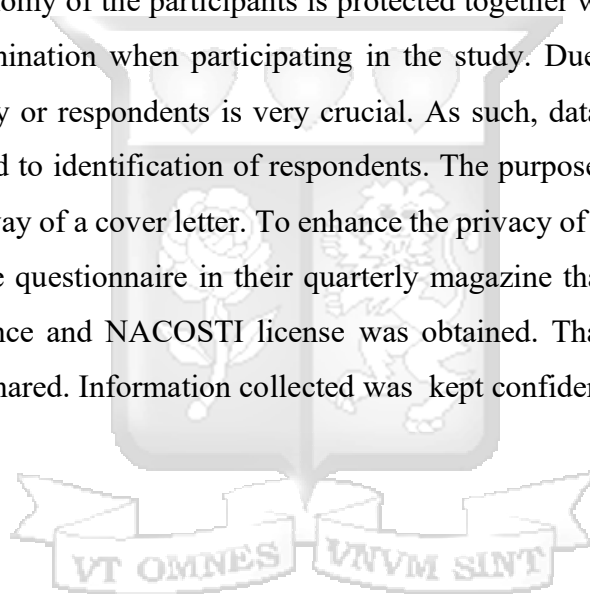 omy of the participants is protected together w
mination when participating in the study. Due
y or respondents is very crucial. As such, data
d to identification of respondents. The purpose
vay of a cover letter. To enhance the privacy of
e questionnaire in their quarterly magazine tha
nce and NACOSTI license was obtained. Tha
hared. Information collected was kept confiden
VT OMNES VNVM SINT